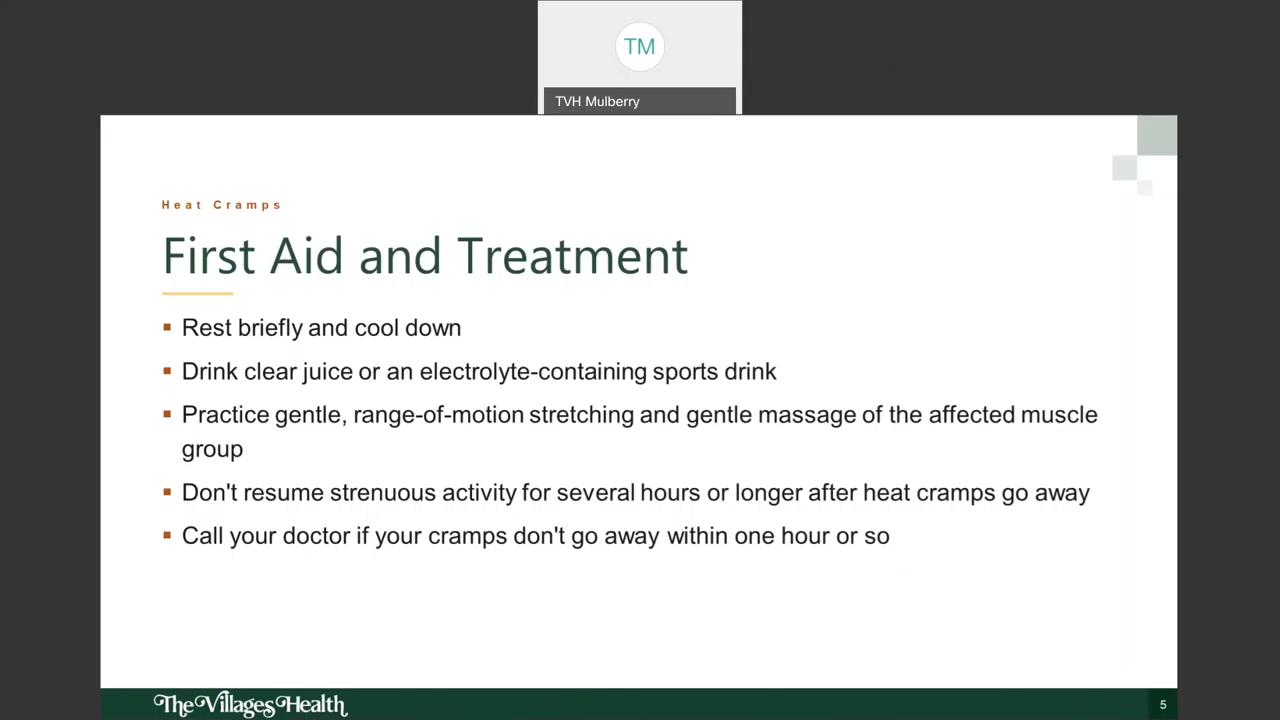 TM
TVH Mulberry
Heat Cramps
First Aid and Treatment
Rest briefly and cool down
Drink clear juice or an electrolyte-containing sports drink
Practice gentle, range-of-motion stretching and gentle massage of the affected muscle
group
Don't resume strenuous activity for several hours or longer after heat cramps go away
Call your doctor if your cramps don't go away within one hour or so
The Villages Health
5